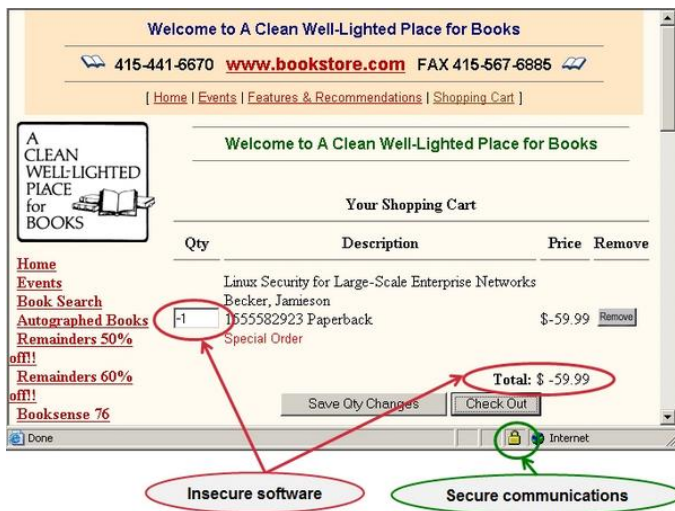 Welcome to A Clean Well-Lighted Place for Books
415-441-6670 www.bookstore.com FAX 415-567-6885
[ Home | Events | Features & Recommendations | Shopping Cart ]
A
CLEAN
WELL-LIGHTED
PLACE
for
BOOKS
Welcome to A Clean Well-Lighted Place for Books
Your Shopping Cart
Qty Description Price Remove
Home
Events
Book Search
Autographed Books
Remainders 50%
off!!
Remainders 60%
off!!
Booksense 76
Linux Security for Large-Scale Enterprise Networks
Becker, Jamieson
-1 1555582923 Paperback $-59.99 Remove
Special Order
Total: $ -59.99
Save Qty Changes Check Out
Done Internet
Insecure software Secure communications